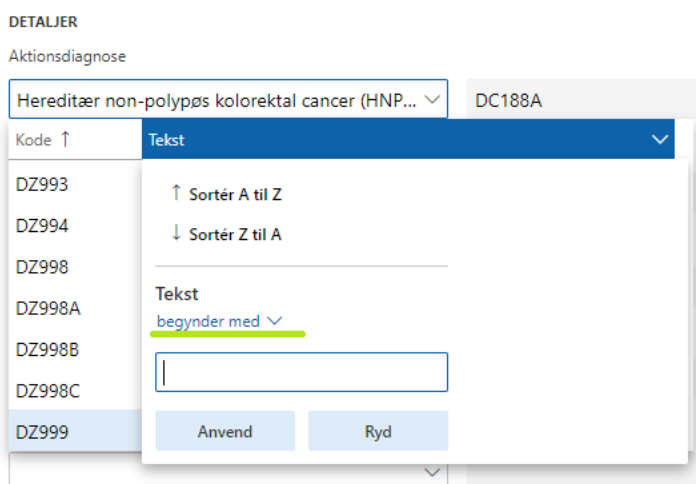 DETALJER
Aktionsdiagnose
Hereditær non-polypøs kolorektal cancer (HNP... DC188A
Kode ↑ Tekst
DZ993
↑ Sortér A til Z
DZ994
↓ Sortér Z til A
DZ998
Tekst
DZ998A
begynder med
DZ998B
DZ998C
DZ999
Anvend Ryd